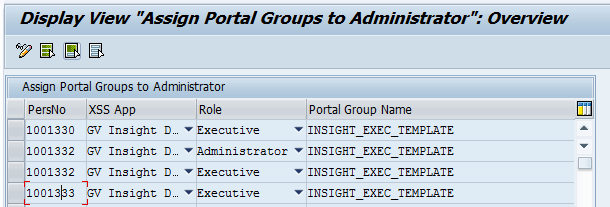 Display View "Assign Portal Groups to Administrator": Overview
Assign Portal Groups to Administrator
PersNo XSS App Role Portal Group Name
1001330 GV Insight D… Executive INSIGHT_EXEC_TEMPLATE
1001332 GV Insight D… Administrator INSIGHT_EXEC_TEMPLATE
1001332 GV Insight D… Executive INSIGHT_EXEC_TEMPLATE
1001333 GV Insight D… Executive INSIGHT_EXEC_TEMPLATE